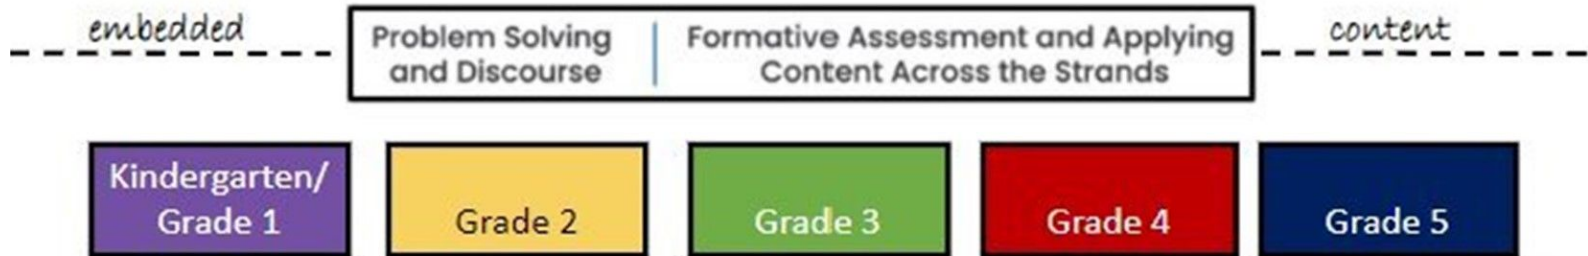 embedded
Problem Solving
and Discourse
Formative Assessment and Applying
Content Across the Strands
content
Kindergarten/
Grade 1
Grade 2
Grade 3
Grade 4
Grade 5